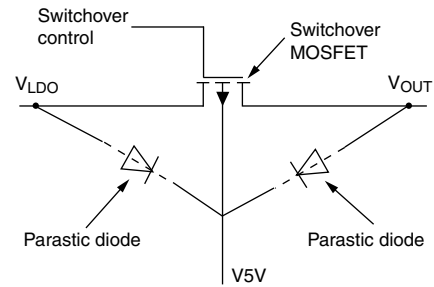 Switchover
control
Switchover
MOSFET
VLDO
VOUT
Parastic diode
Parastic diode
V5V